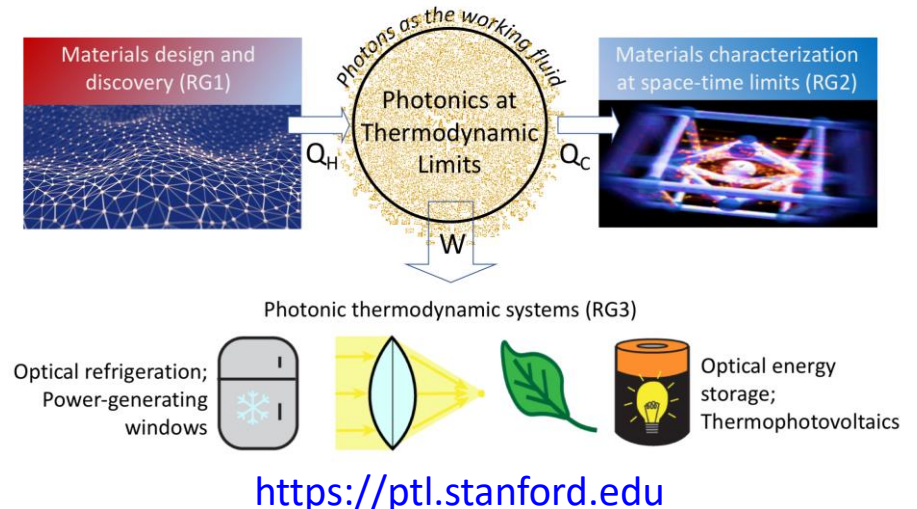 Photons as the working fluid
Materials design and
discovery (RG1)
Photonics at
Thermodynamic
Limits
Materials characterization
at space-time limits (RG2)
QH
QC
W
Photonic thermodynamic systems (RG3)
Optical refrigeration;
Power-generating
windows
Optical energy
storage;
Thermophotovoltaics
https://ptl.stanford.edu